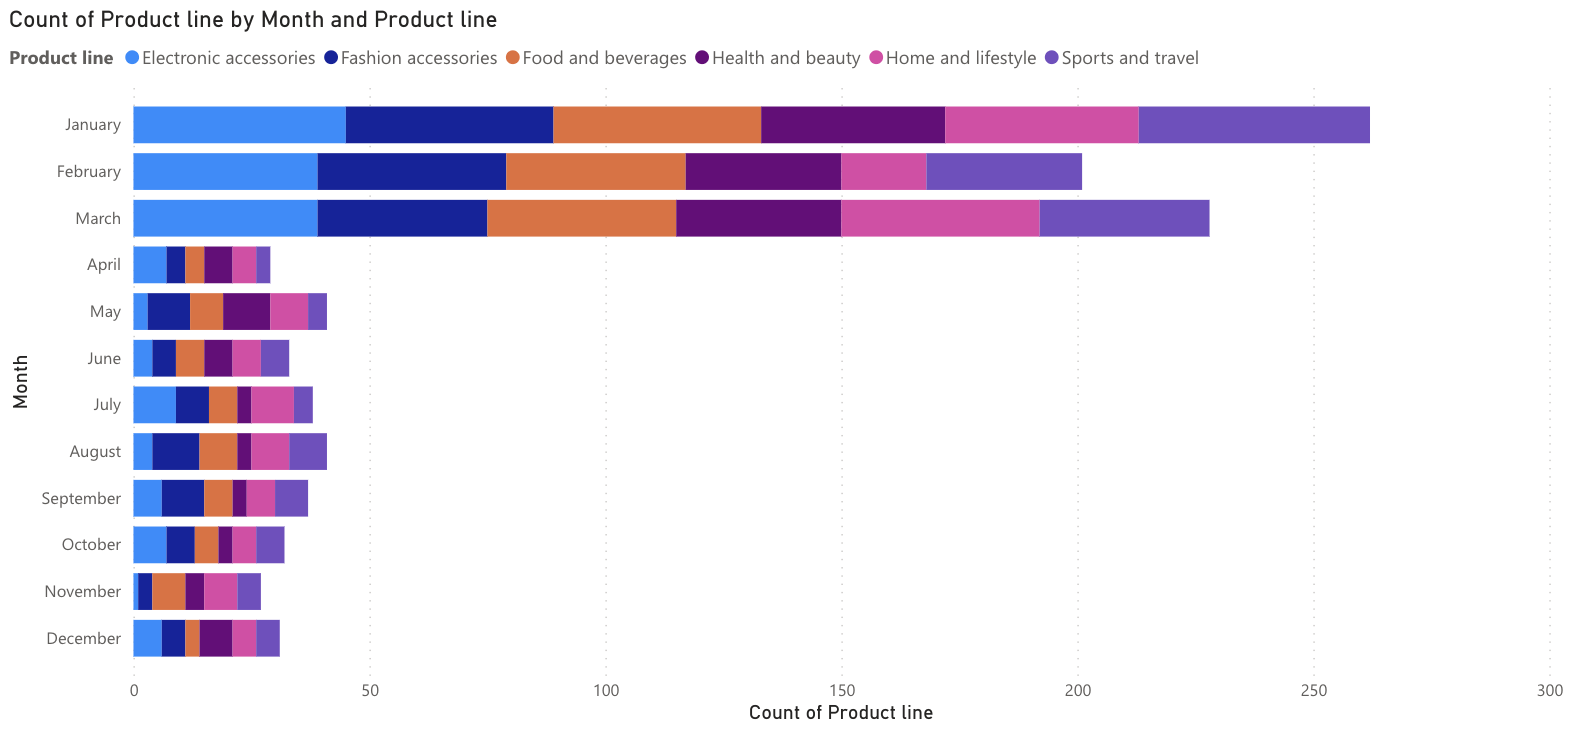 Count of Product line by Month and Product line
Product line Electronic accessories Fashion accessories Food and beverages Health and beauty Home and lifestyle Sports and travel
January
February
March
April
May
June
July
August
September
October
November
December
Month
0 50 100 150 200 250 300
Count of Product line